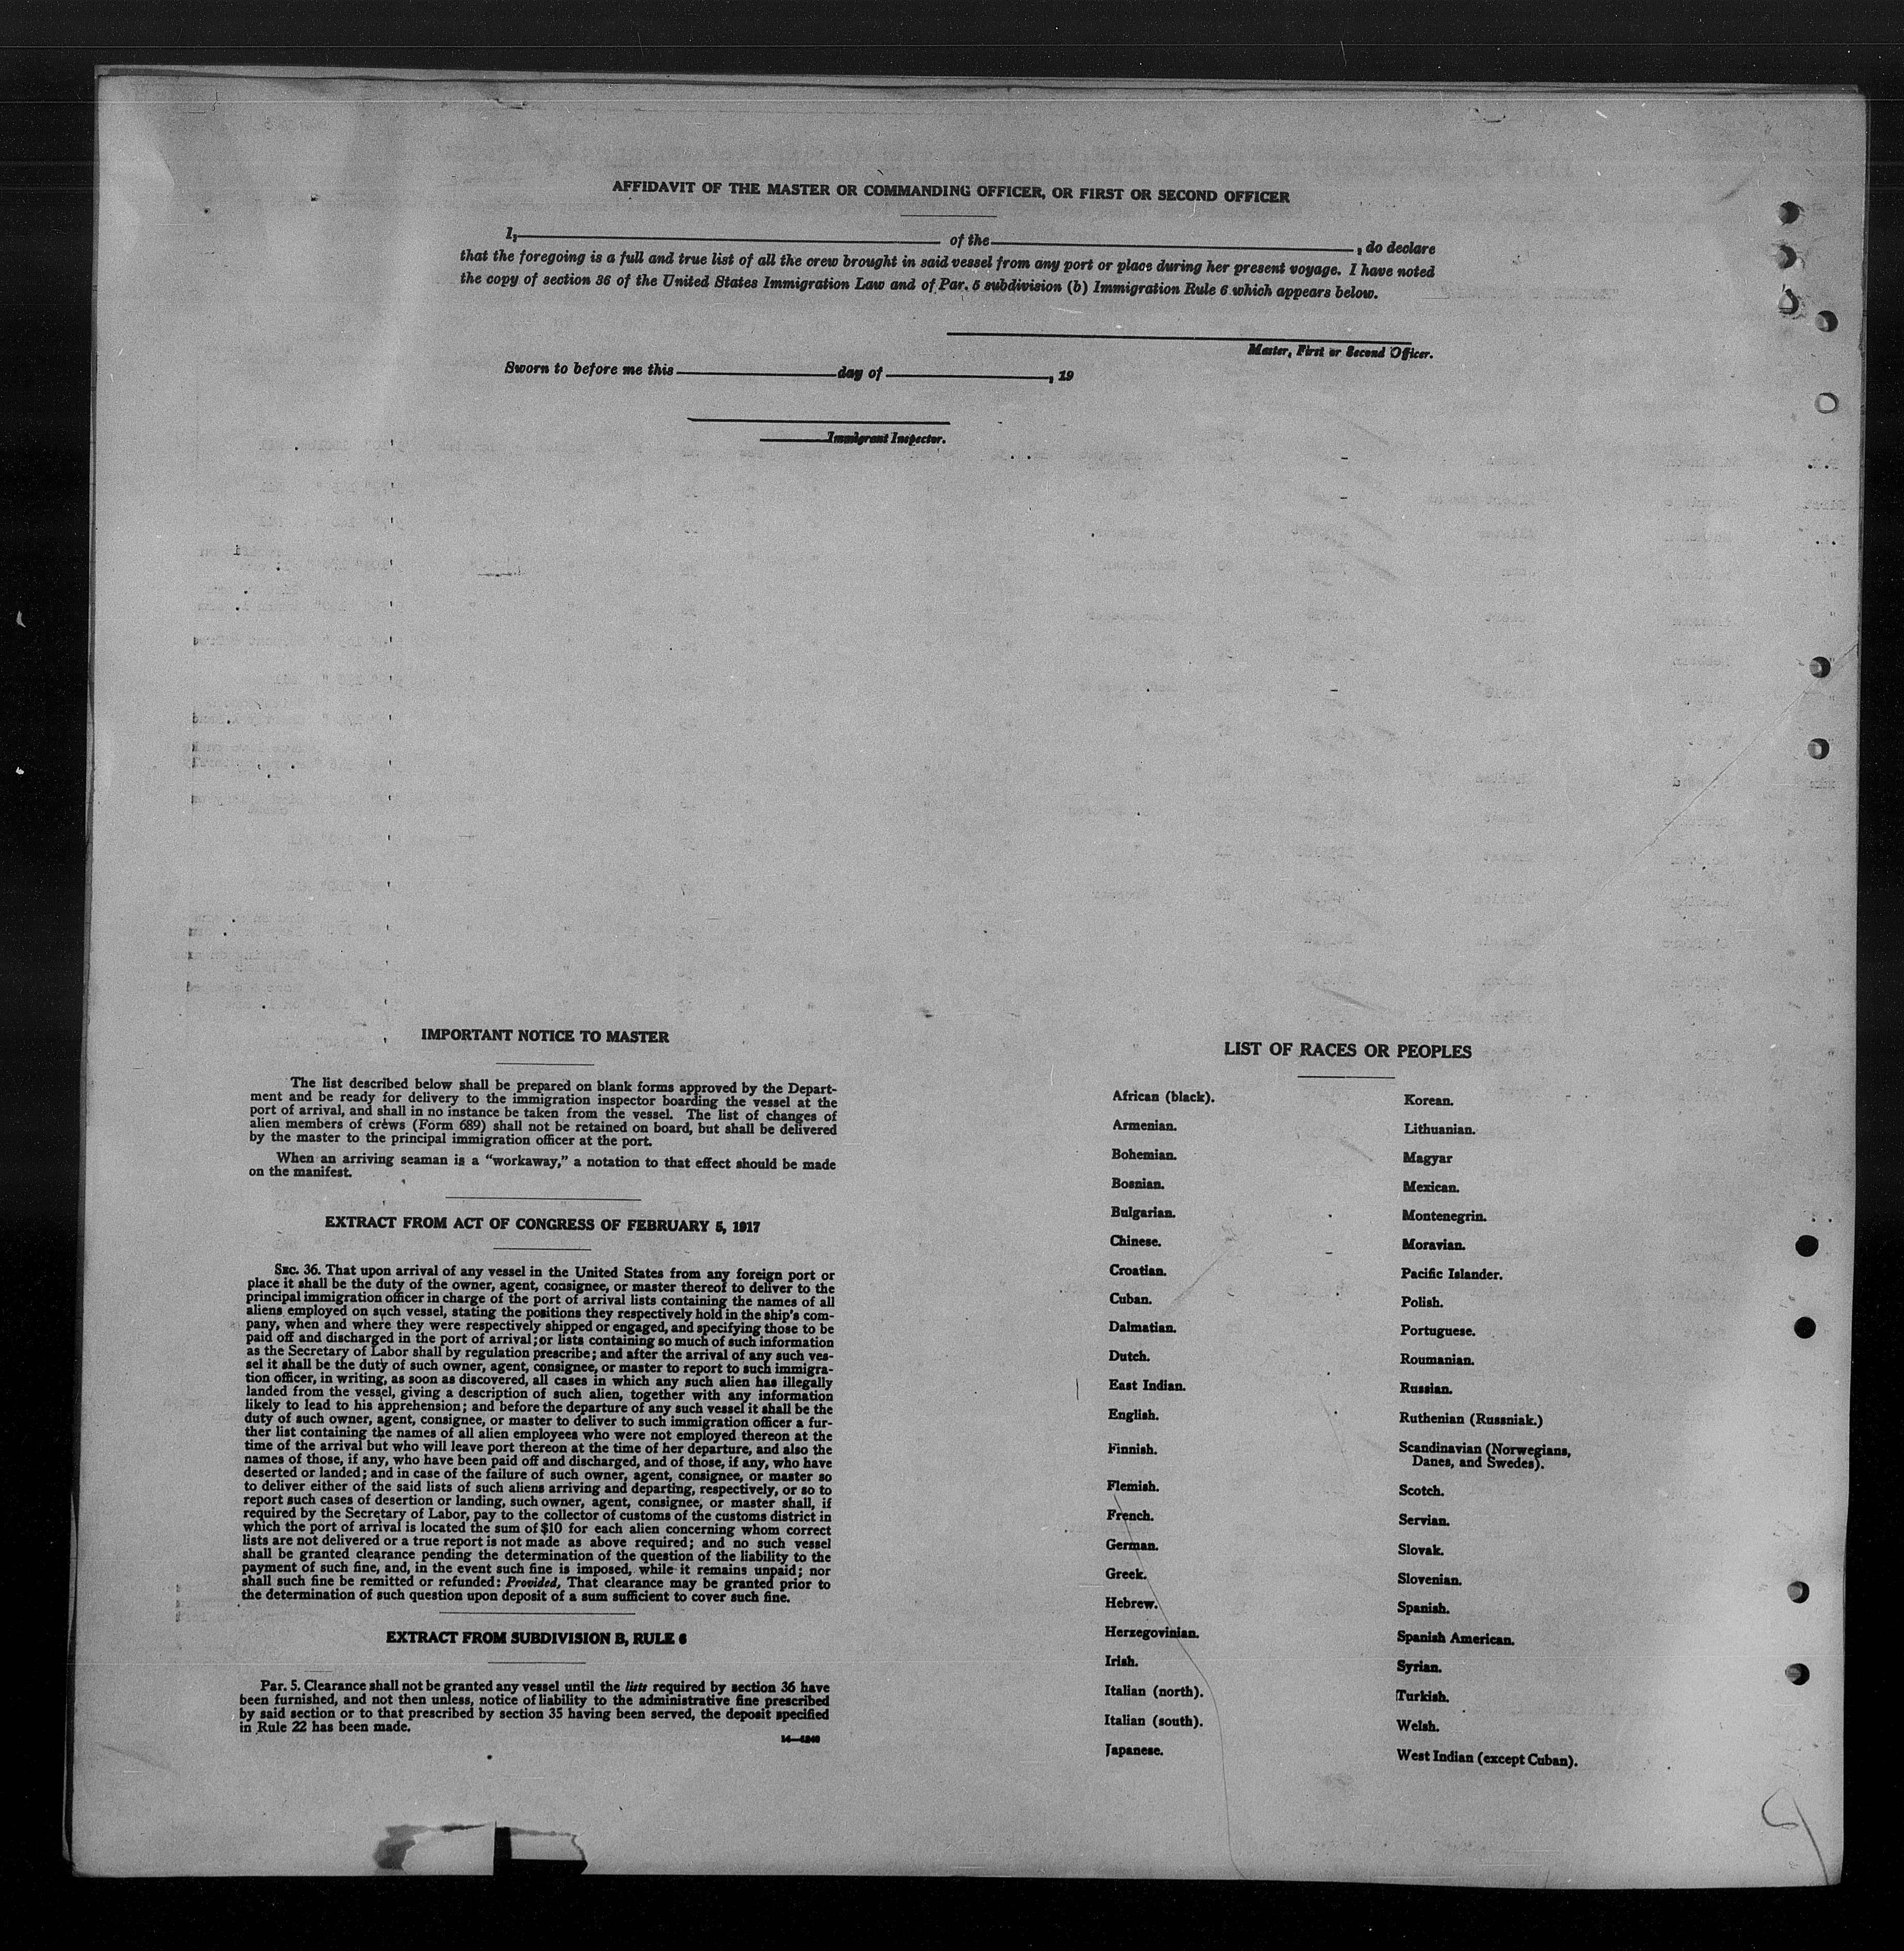 AFFIDAVIT OF THE MASTER OR COMMANDING OFFICER, OR FIRST OR SECOND OFFICER
I, of the , do declare
that the foregoing is a full and true list of all the crew brought in said vessel from any port or place during her present voyage. I have noted
the copy of section 36 of the United States Immigration Law and of Par. 5 subdivision (b) Immigration Rule 6 which appears below.
Master, First or Second Officer.
Sworn to before me this day of , 19
Immigrant Inspector.
IMPORTANT NOTICE TO MASTER
The list described below shall be prepared on blank forms approved by the Depart-
ment and be ready for delivery to the immigration inspector boarding the vessel at the
port of arrival, and shall in no instance be taken from the vessel. The list of changes of
alien members of crews (Form 689) shall not be retained on board, but shall be delivered
by the master to the principal immigration officer at the port.
When an arriving seaman is a "workaway," a notation to that effect should be made
on the manifest.
EXTRACT FROM ACT OF CONGRESS OF FEBRUARY 5, 1917
SEC. 36. That upon arrival of any vessel in the United States from any foreign port or
place it shall be the duty of the owner, agent, consignee, or master thereof to deliver to the
principal immigration officer in charge of the port of arrival lists containing the names of all
aliens employed on such vessel, stating the positions they respectively hold in the ship's com-
pany, when and where they were respectively shipped or engaged, and specifying those to be
paid off and discharged in the port of arrival; or lists containing so much of such information
as the Secretary of Labor shall by regulation prescribe; and after the arrival of any such ves-
sel it shall be the duty of such owner, agent, consignee, or master to report to such immigra-
tion officer, in writing, as soon as discovered, all cases in which any such alien has illegally
landed from the vessel, giving a description of such alien, together with any information
likely to lead to his apprehension; and before the departure of any such vessel it shall be the
duty of such owner, agent, consignee, or master to deliver to such immigration officer a fur-
ther list containing the names of all alien employees who were not employed thereon at the
time of the arrival but who will leave port thereon at the time of her departure, and also the
names of those, if any, who have been paid off and discharged, and of those, if any, who have
deserted or landed; and in case of the failure of such owner, agent, consignee, or master so
to deliver either of the said lists of such aliens arriving and departing, respectively, or so to
report such cases of desertion or landing, such owner, agent, consignee, or master shall, if
required by the Secretary of Labor, pay to the collector of customs of the customs district in
which the port of arrival is located the sum of $10 for each alien concerning whom correct
lists are not delivered or a true report is not made as above required; and no such vessel
shall be granted clearance pending the determination of the question of the liability to the
payment of such fine, and, in the event such fine is imposed, while it remains unpaid; nor
shall such fine be remitted or refunded: Provided, That clearance may be granted prior to
the determination of such question upon deposit of a sum sufficient to cover such fine.
EXTRACT FROM SUBDIVISION B, RULE 6
Par. 5. Clearance shall not be granted any vessel until the lists required by section 36 have
been furnished, and not then unless, notice of liability to the administrative fine prescribed
by said section or to that prescribed by section 35 having been served, the deposit specified
in Rule 22 has been made.
LIST OF RACES OR PEOPLES
African (black).
Armenian.
Bohemian.
Bosnian.
Bulgarian.
Chinese.
Croatian.
Cuban.
Dalmatian.
Dutch.
East Indian.
English.
Finnish.
Flemish.
French.
German.
Greek.
Hebrew.
Herzegovinian.
Irish.
Italian (north).
Italian (south).
Japanese.
Korean.
Lithuanian.
Magyar
Mexican.
Montenegrin.
Moravian.
Pacific Islander.
Polish.
Portuguese.
Roumanian.
Russian.
Ruthenian (Russniak.)
Scandinavian (Norwegians,
Danes, and Swedes).
Scotch.
Servian.
Slovak.
Slovenian.
Spanish.
Spanish American.
Syrian.
Turkish.
Welsh.
West Indian (except Cuban).